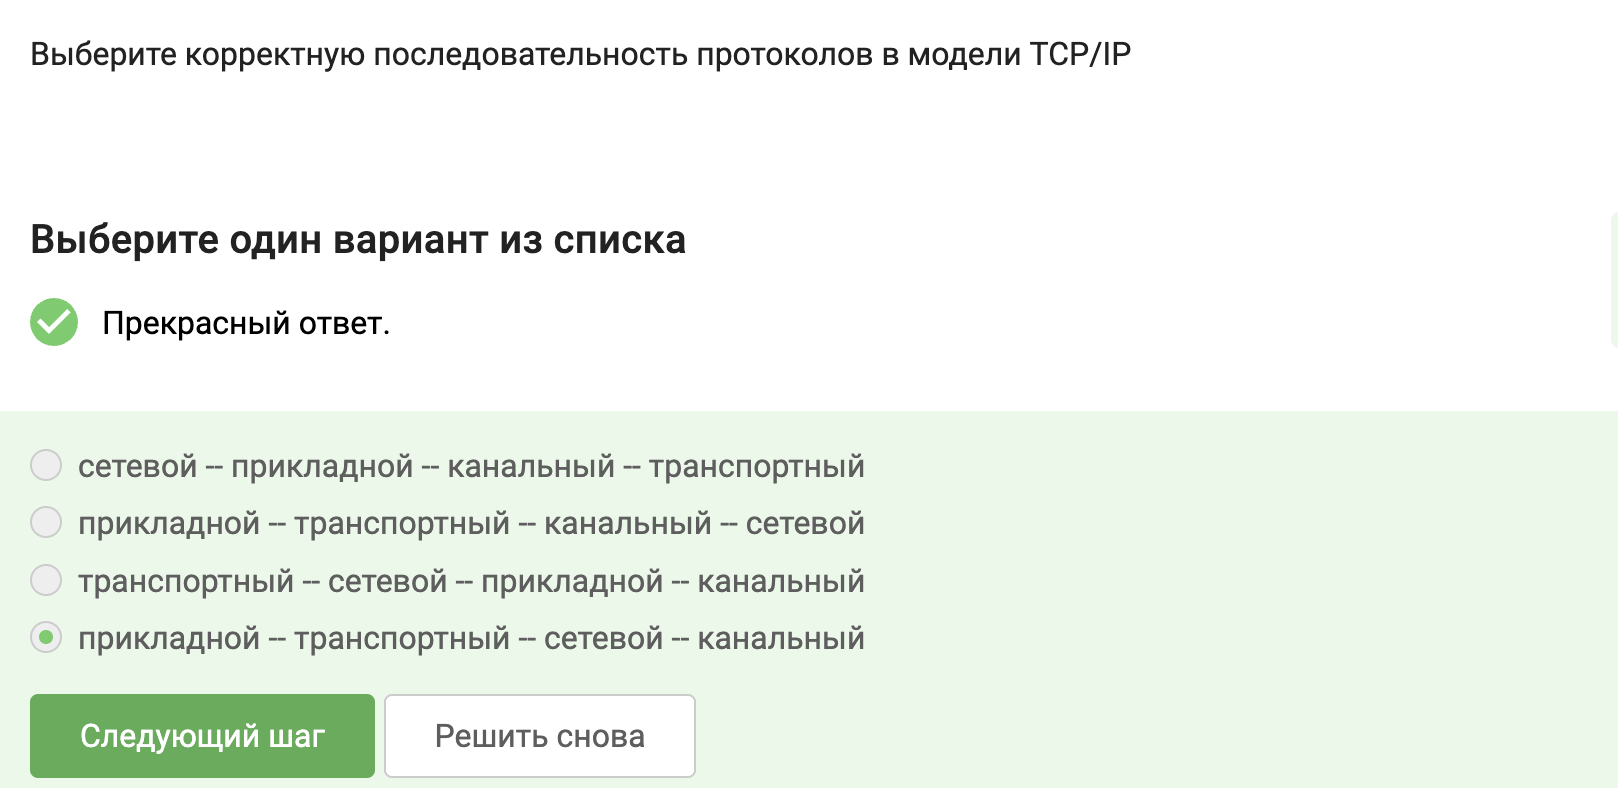 Выберите корректную последовательность протоколов в модели TCP/IP
Выберите один вариант из списка
Прекрасный ответ.
сетевой -- прикладной -- канальный -- транспортный
прикладной -- транспортный -- канальный -- сетевой
транспортный -- сетевой -- прикладной -- канальный
прикладной -- транспортный -- сетевой -- канальный
Следующий шаг
Решить снова